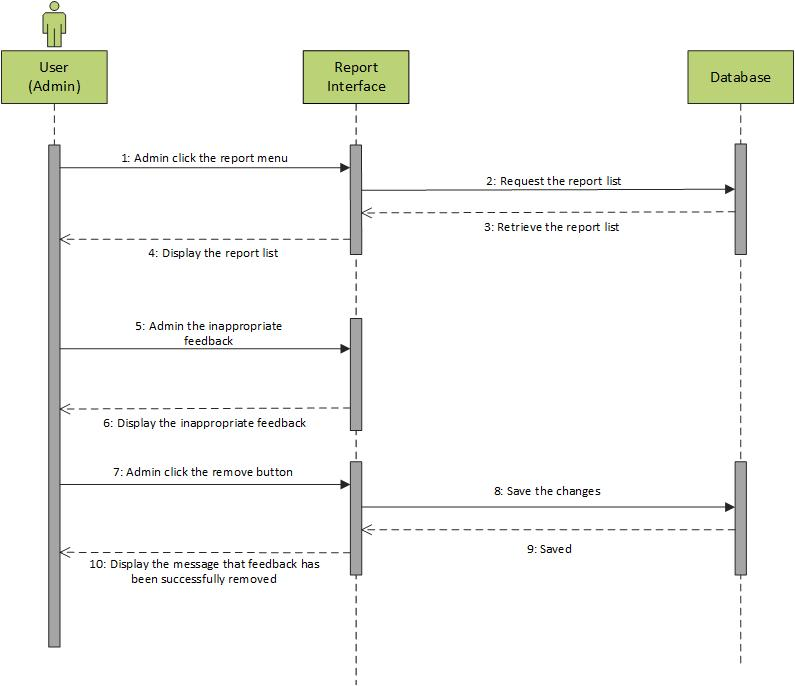 User
(Admin)
Report
Interface
Database
1: Admin click the report menu
2: Request the report list
3: Retrieve the report list
4: Display the report list
5: Admin the inappropriate
feedback
6: Display the inappropriate feedback
7: Admin click the remove button
8: Save the changes
9: Saved
10: Display the message that feedback has
been successfully removed